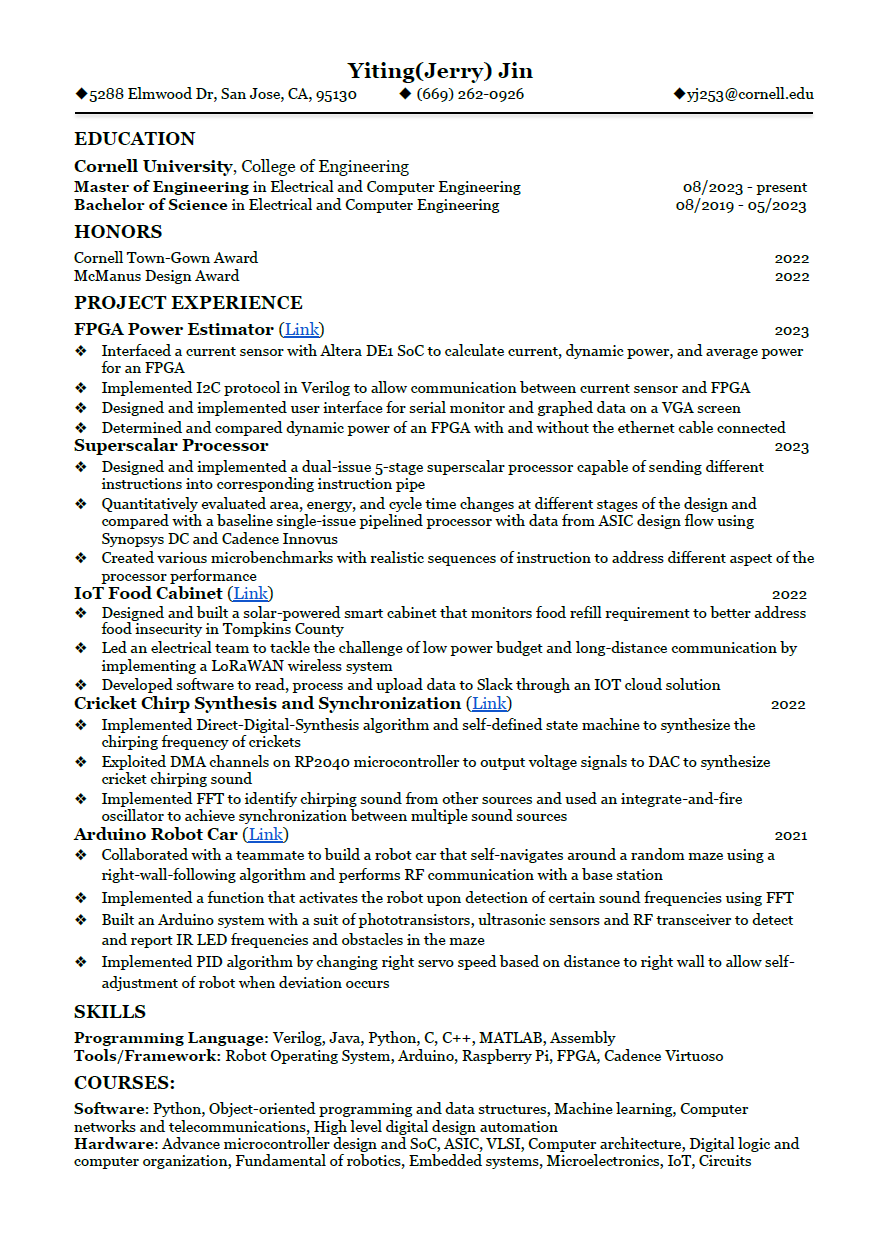 Yiting(Jerry) Jin
◆5288 Elmwood Dr, San Jose, CA, 95130 ◆ (669) 262-0926 ◆yj253@cornell.edu
EDUCATION
Cornell University, College of Engineering
Master of Engineering in Electrical and Computer Engineering 08/2023 - present
Bachelor of Science in Electrical and Computer Engineering 08/2019 - 05/2023
HONORS
Cornell Town-Gown Award 2022
McManus Design Award 2022
PROJECT EXPERIENCE
FPGA Power Estimator (Link) 2023
❖ Interfaced a current sensor with Altera DE1 SoC to calculate current, dynamic power, and average power
for an FPGA
❖ Implemented I2C protocol in Verilog to allow communication between current sensor and FPGA
❖ Designed and implemented user interface for serial monitor and graphed data on a VGA screen
❖ Determined and compared dynamic power of an FPGA with and without the ethernet cable connected
Superscalar Processor 2023
❖ Designed and implemented a dual-issue 5-stage superscalar processor capable of sending different
instructions into corresponding instruction pipe
❖ Quantitatively evaluated area, energy, and cycle time changes at different stages of the design and
compared with a baseline single-issue pipelined processor with data from ASIC design flow using
Synopsys DC and Cadence Innovus
❖ Created various microbenchmarks with realistic sequences of instruction to address different aspect of the
processor performance
IoT Food Cabinet (Link) 2022
❖ Designed and built a solar-powered smart cabinet that monitors food refill requirement to better address
food insecurity in Tompkins County
❖ Led an electrical team to tackle the challenge of low power budget and long-distance communication by
implementing a LoRaWAN wireless system
❖ Developed software to read, process and upload data to Slack through an IOT cloud solution
Cricket Chirp Synthesis and Synchronization (Link) 2022
❖ Implemented Direct-Digital-Synthesis algorithm and self-defined state machine to synthesize the
chirping frequency of crickets
❖ Exploited DMA channels on RP2040 microcontroller to output voltage signals to DAC to synthesize
cricket chirping sound
❖ Implemented FFT to identify chirping sound from other sources and used an integrate-and-fire
oscillator to achieve synchronization between multiple sound sources
Arduino Robot Car (Link) 2021
❖ Collaborated with a teammate to build a robot car that self-navigates around a random maze using a
right-wall-following algorithm and performs RF communication with a base station
❖ Implemented a function that activates the robot upon detection of certain sound frequencies using FFT
❖ Built an Arduino system with a suit of phototransistors, ultrasonic sensors and RF transceiver to detect
and report IR LED frequencies and obstacles in the maze
❖ Implemented PID algorithm by changing right servo speed based on distance to right wall to allow self-
adjustment of robot when deviation occurs
SKILLS
Programming Language: Verilog, Java, Python, C, C++, MATLAB, Assembly
Tools/Framework: Robot Operating System, Arduino, Raspberry Pi, FPGA, Cadence Virtuoso
COURSES:
Software: Python, Object-oriented programming and data structures, Machine learning, Computer
networks and telecommunications, High level digital design automation
Hardware: Advance microcontroller design and SoC, ASIC, VLSI, Computer architecture, Digital logic and
computer organization, Fundamental of robotics, Embedded systems, Microelectronics, IoT, Circuits